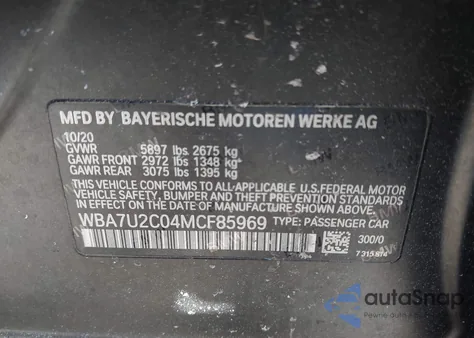 MFD BY BAYERISCHE MOTOREN WERKE AG
10/20
GVWR 5897 lbs 2675 kg
GAWR FRONT 2972 lbs 1348 kg
GAWR REAR 3075 lbs 1395 kg
THIS VEHICLE CONFORMS TO ALL APPLICABLE U.S.FEDERAL MOTOR
VEHICLE SAFETY, BUMPER AND THEFT PREVENTION STANDARDS
IN EFFECT ON THE DATE OF MANUFACTURE SHOWN ABOVE.
WBA7U2C04MCF85969 TYPE: PASSENGER CAR
300/0
autoSnap